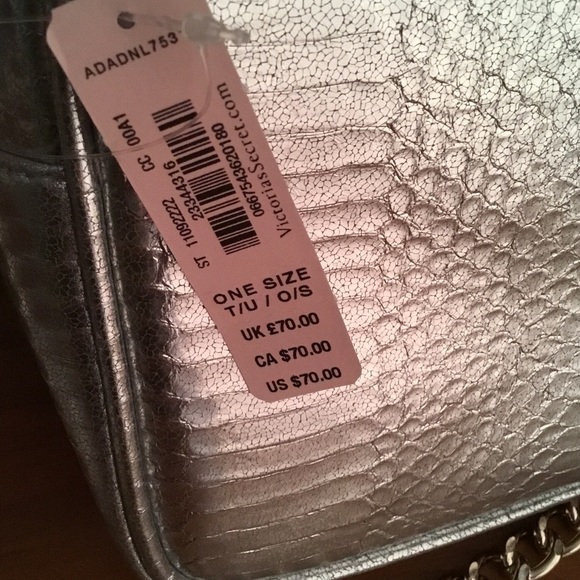 ADADNL753
CC 00A1
ST 11092222
23344316
0667543620180
VictoriasSecret.com
ONE SIZE
T/U / O/S
UK £70.00
CA $70.00
US $70.00